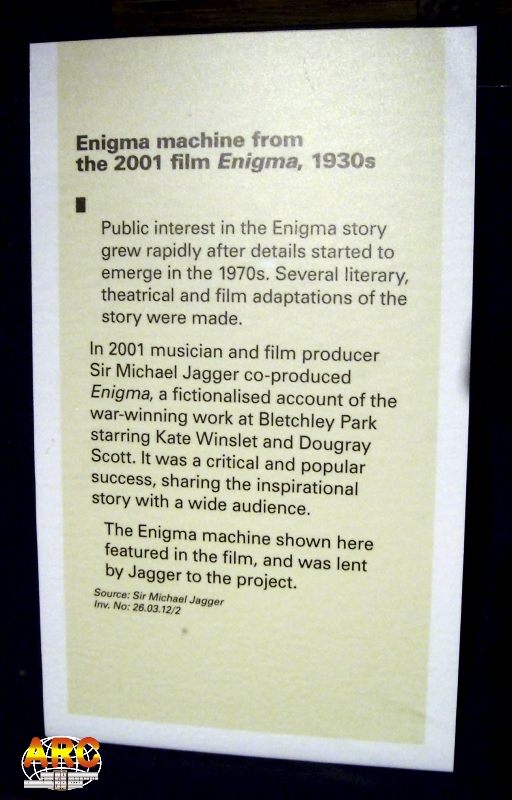 Enigma machine from
the 2001 film Enigma, 1930s
Public interest in the Enigma story
grew rapidly after details started to
emerge in the 1970s. Several literary,
theatrical and film adaptations of the
story were made.
In 2001 musician and film producer
Sir Michael Jagger co-produced
Enigma, a fictionalised account of the
war-winning work at Bletchley Park
starring Kate Winslet and Dougray
Scott. It was a critical and popular
success, sharing the inspirational
story with a wide audience.
The Enigma machine shown here
featured in the film, and was lent
by Jagger to the project.
Source: Sir Michael Jagger
Inv. No: 26.03.12/2
ARC